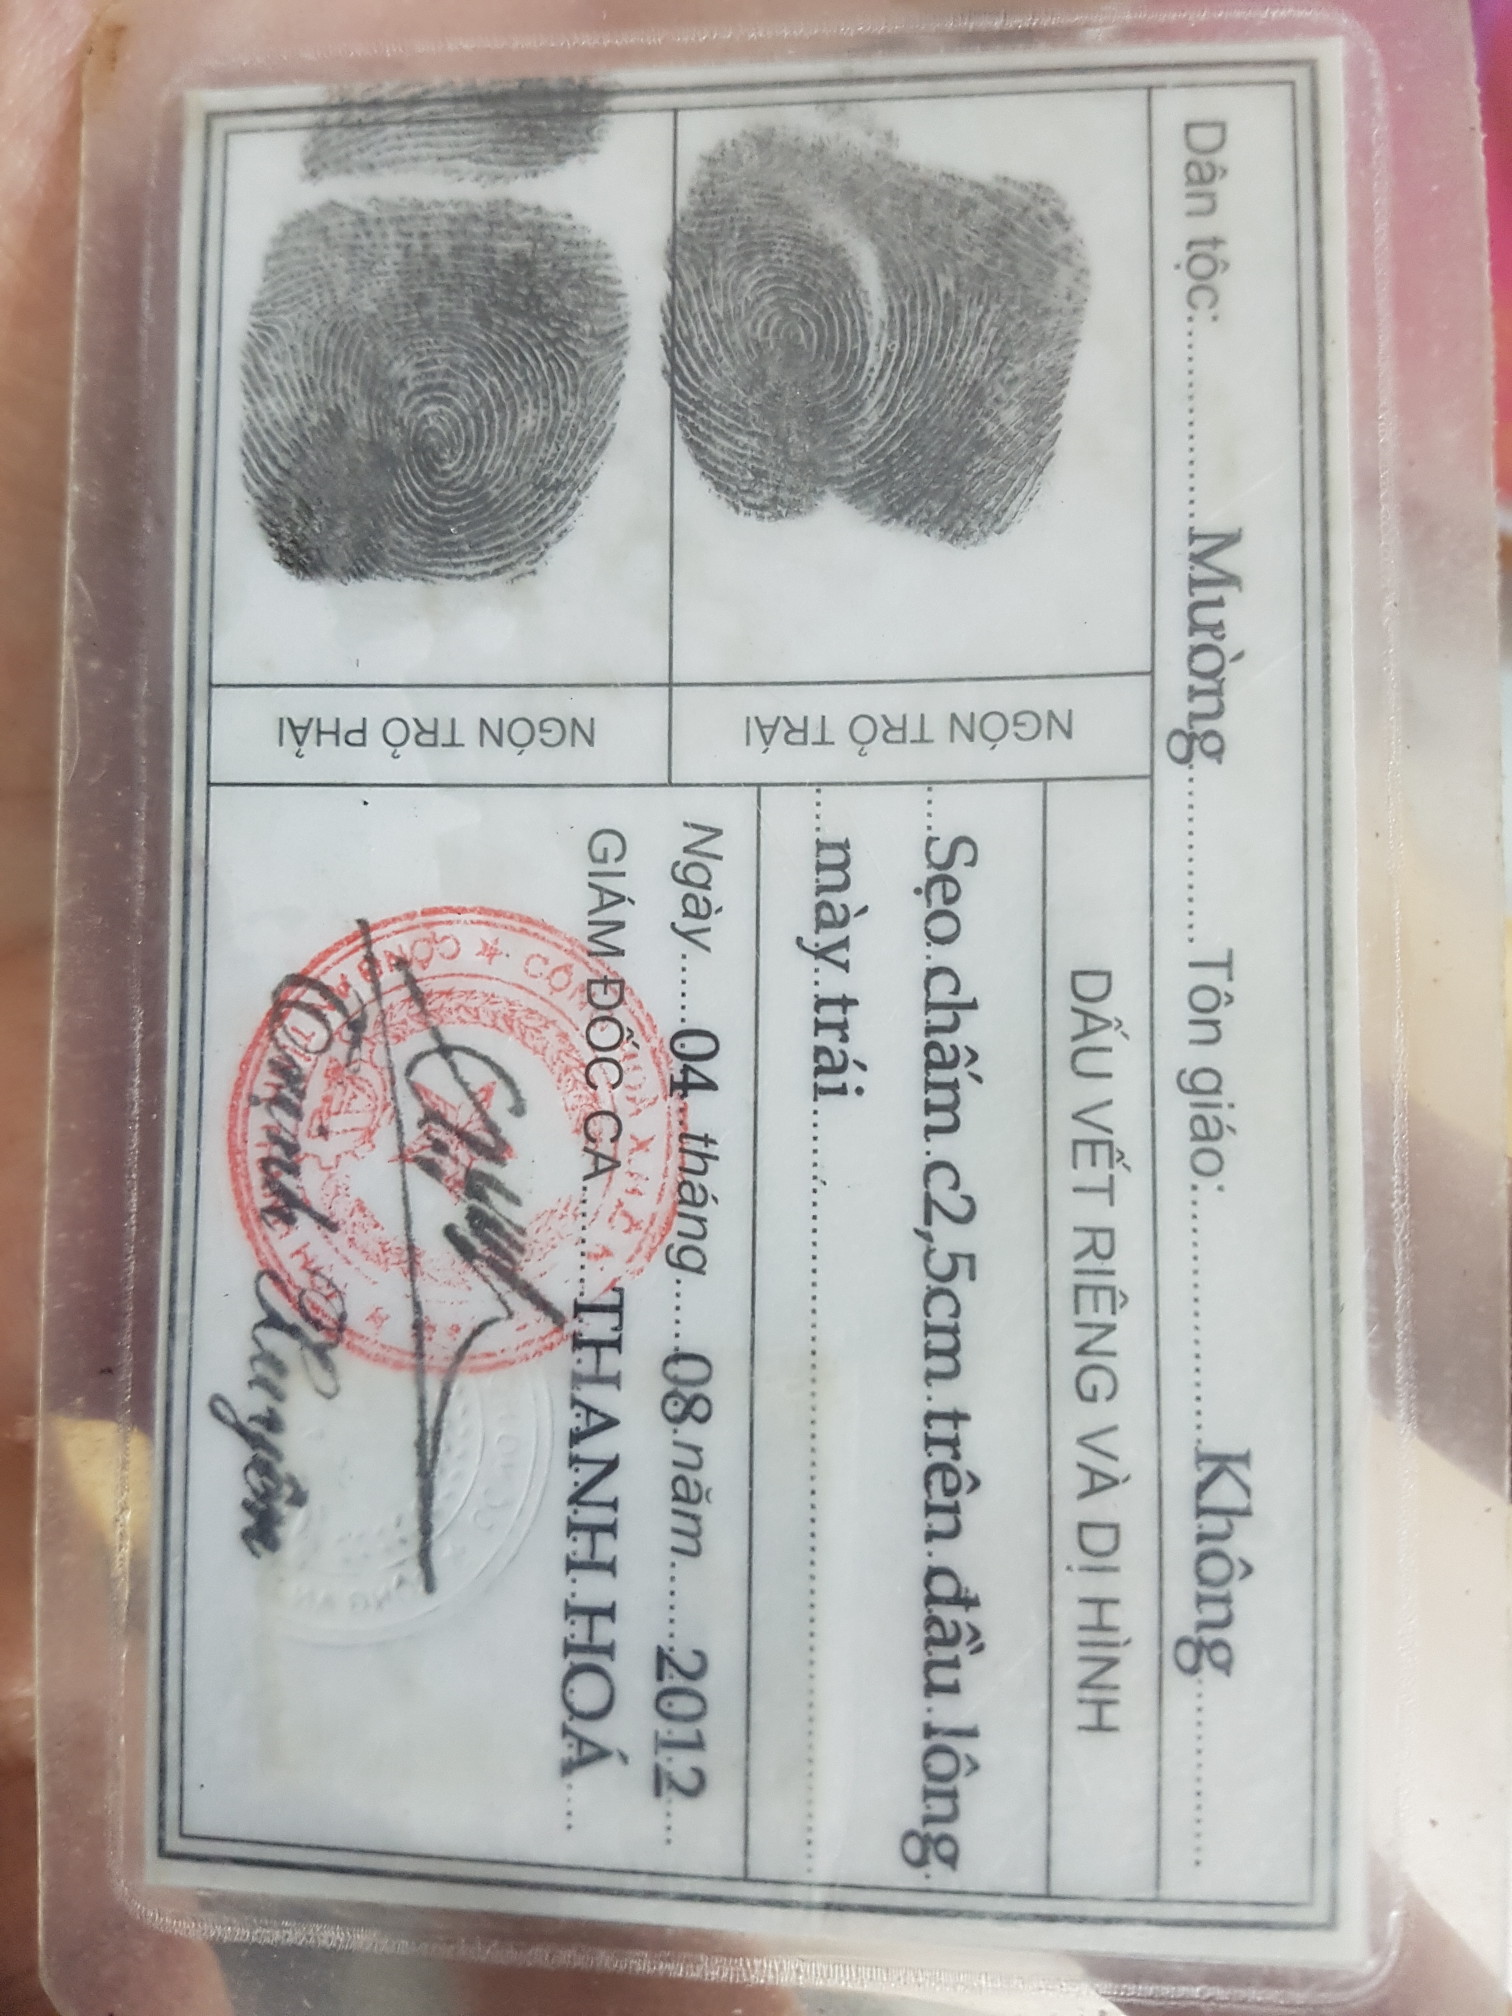 Dân tộc: Mường Tôn giáo: Không
DẤU VẾT RIÊNG VÀ DỊ HÌNH
Sẹo chấm c2,5cm trên đầu lông
mày trái
NGÓN TRỎ TRÁI
NGÓN TRỎ PHẢI
Ngày 04 tháng 08 năm 2012
GIÁM ĐỐC CA THANH HOÁ